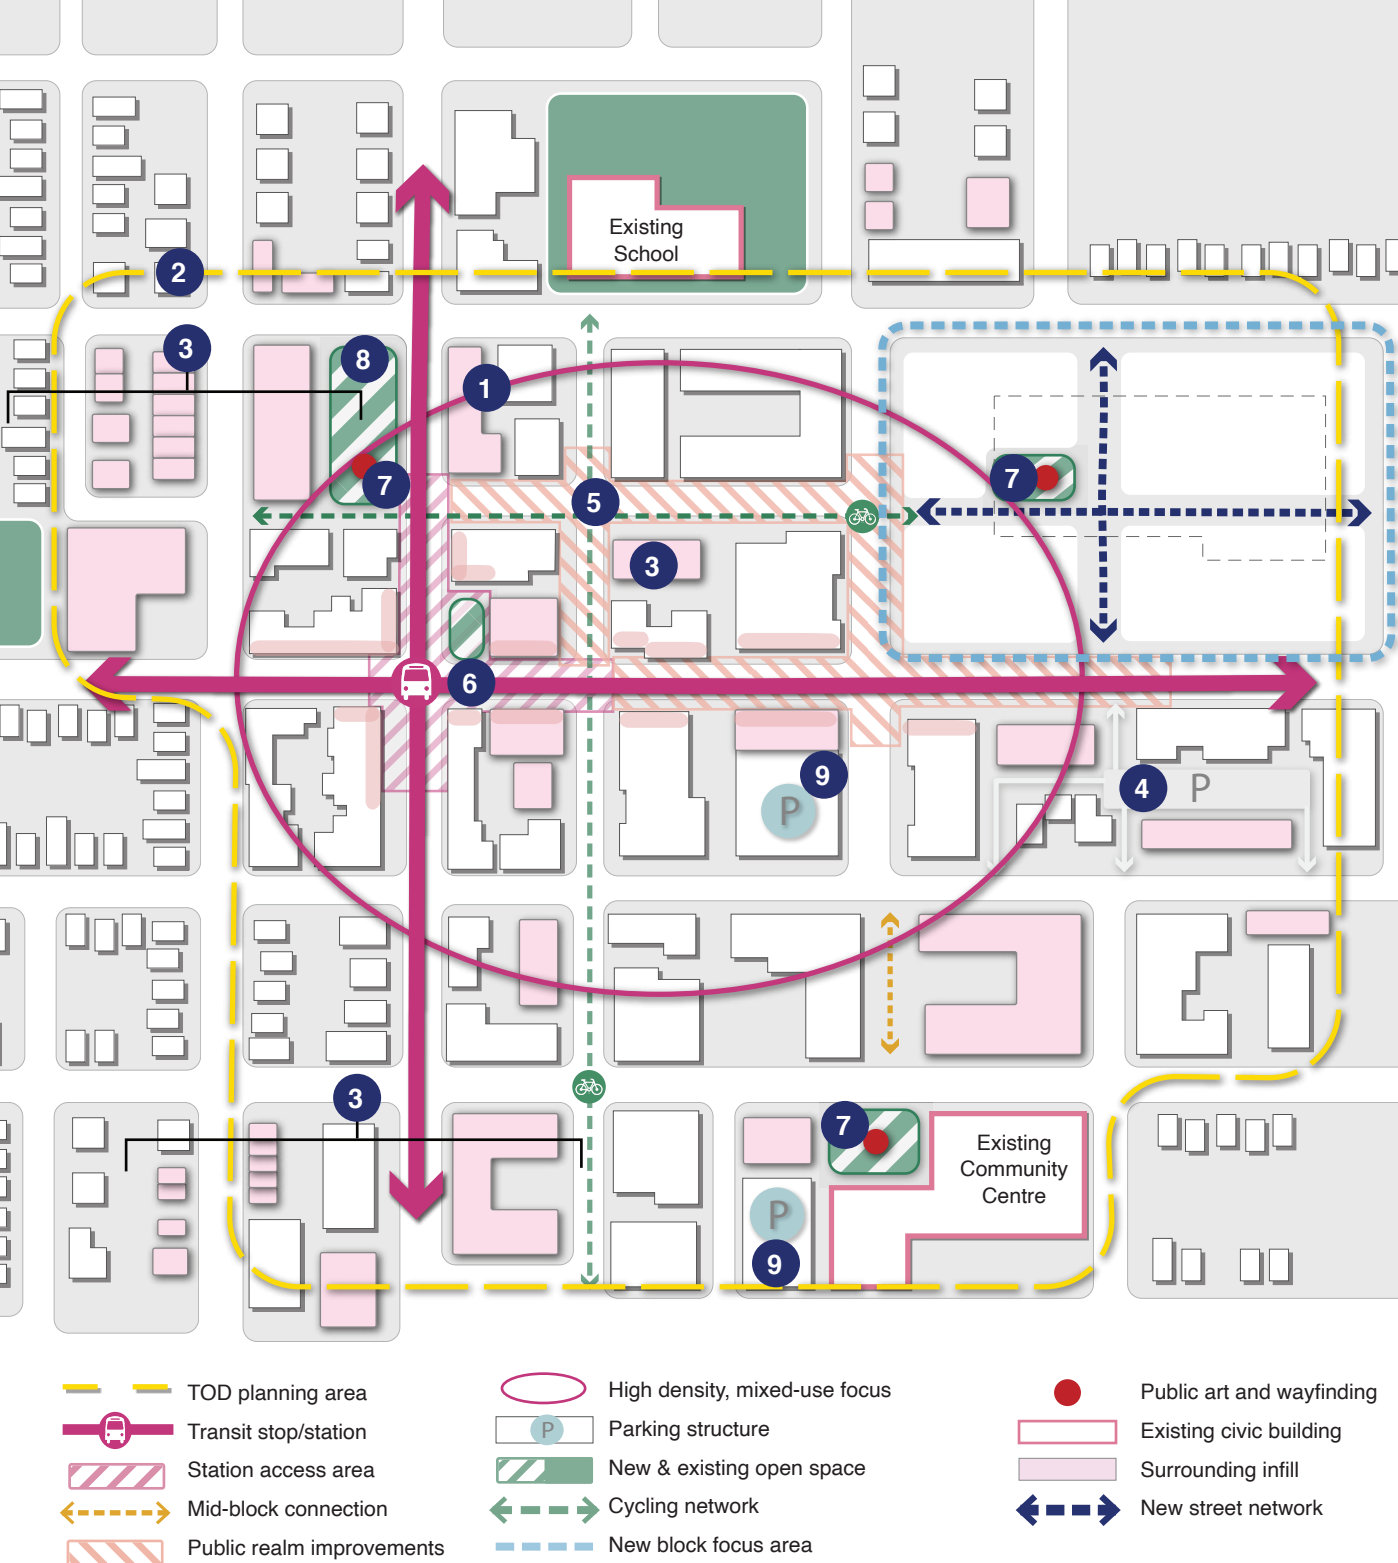 Existing
School
2
3
8
1
7
5
7
3
6
9
P
4
P
3
7
Existing
Community
Centre
P
9
TOD planning area
High density, mixed-use focus
Public art and wayfinding
Transit stop/station
P
Parking structure
Existing civic building
Station access area
New & existing open space
Surrounding infill
Mid-block connection
Cycling network
New street network
Public realm improvements
New block focus area